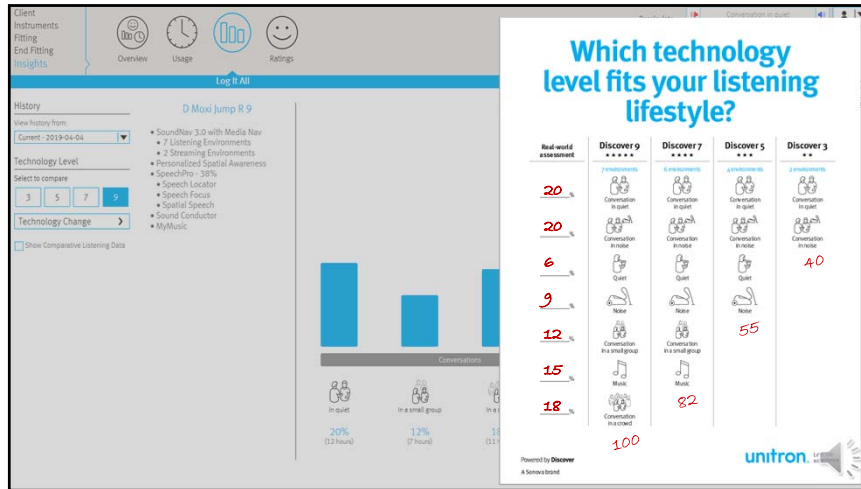 Client
Instruments
Fitting
End Fitting
Insights
Overview
Usage
Ratings
Conversation in quiet
Log It All
History
View history from:
Current - 2019-04-04
Technology Level
Select to compare
3 5 7 9
Technology Change
Show Comparative Listening Data
D Moxi Jump R 9
• SoundNav 3.0 with Media Nav
• 7 Listening Environments
• 2 Streaming Environments
• Personalized Spatial Awareness
• SpeechPro - 38%
• Speech Locator
• Speech Focus
• Spatial Speech
• Sound Conductor
• MyMusic
Conversations
In quiet
In a small group
20%
(12 hours)
12%
(7 hours)
Which technology
level fits your listening
lifestyle?
Real-world
assessment
Discover 9
★★★★★
Discover 7
★★★★
Discover 5
★★★
Discover 3
★★
7 environments
6 environments
4 environments
2 environments
20 %
Conversation
in quiet
Conversation
in quiet
Conversation
in quiet
Conversation
in quiet
20 %
Conversation
in noise
Conversation
in noise
Conversation
in noise
Conversation
in noise
6 %
Quiet
Quiet
Quiet
40
9 %
Noise
Noise
Noise
12 %
Conversation
in a small group
Conversation
in a small group
55
15 %
Music
Music
18 %
Conversation
in a crowd
82
100
Powered by Discover
A Sonova brand
unitron.